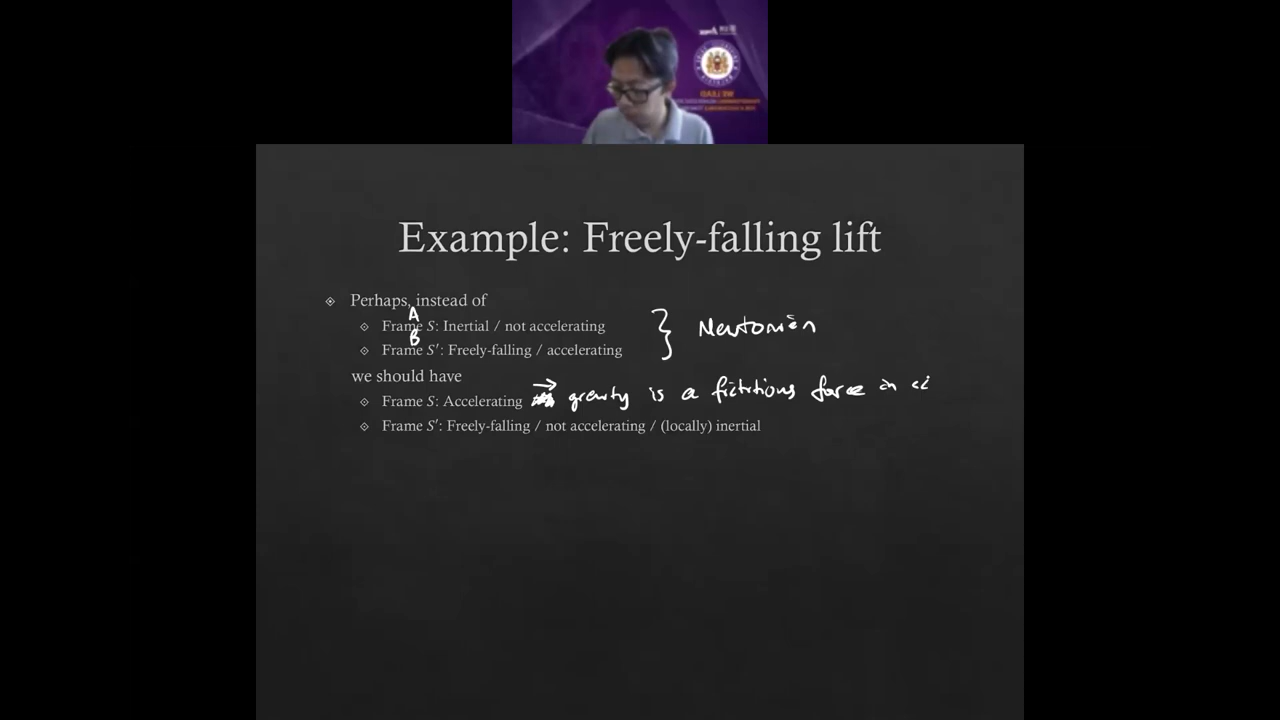 Example: Freely-falling lift
Perhaps, instead of
A
Frame S: Inertial / not accelerating } Newtonian
B
Frame S′: Freely-falling / accelerating
we should have
Frame S: Accelerating → gravity is a fictitious force in
Frame S′: Freely-falling / not accelerating / (locally) inertial